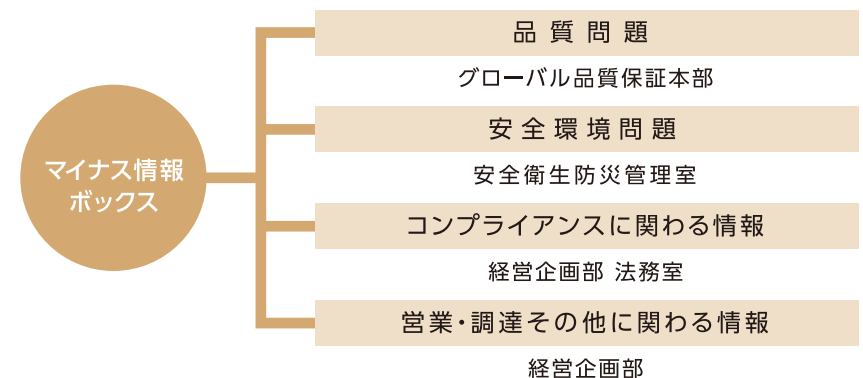 マイナス情報
ボックス
品質問題
グローバル品質保証本部
安全環境問題
安全衛生防災管理室
コンプライアンスに関わる情報
経営企画部 法務室
営業・調達その他に関わる情報
経営企画部